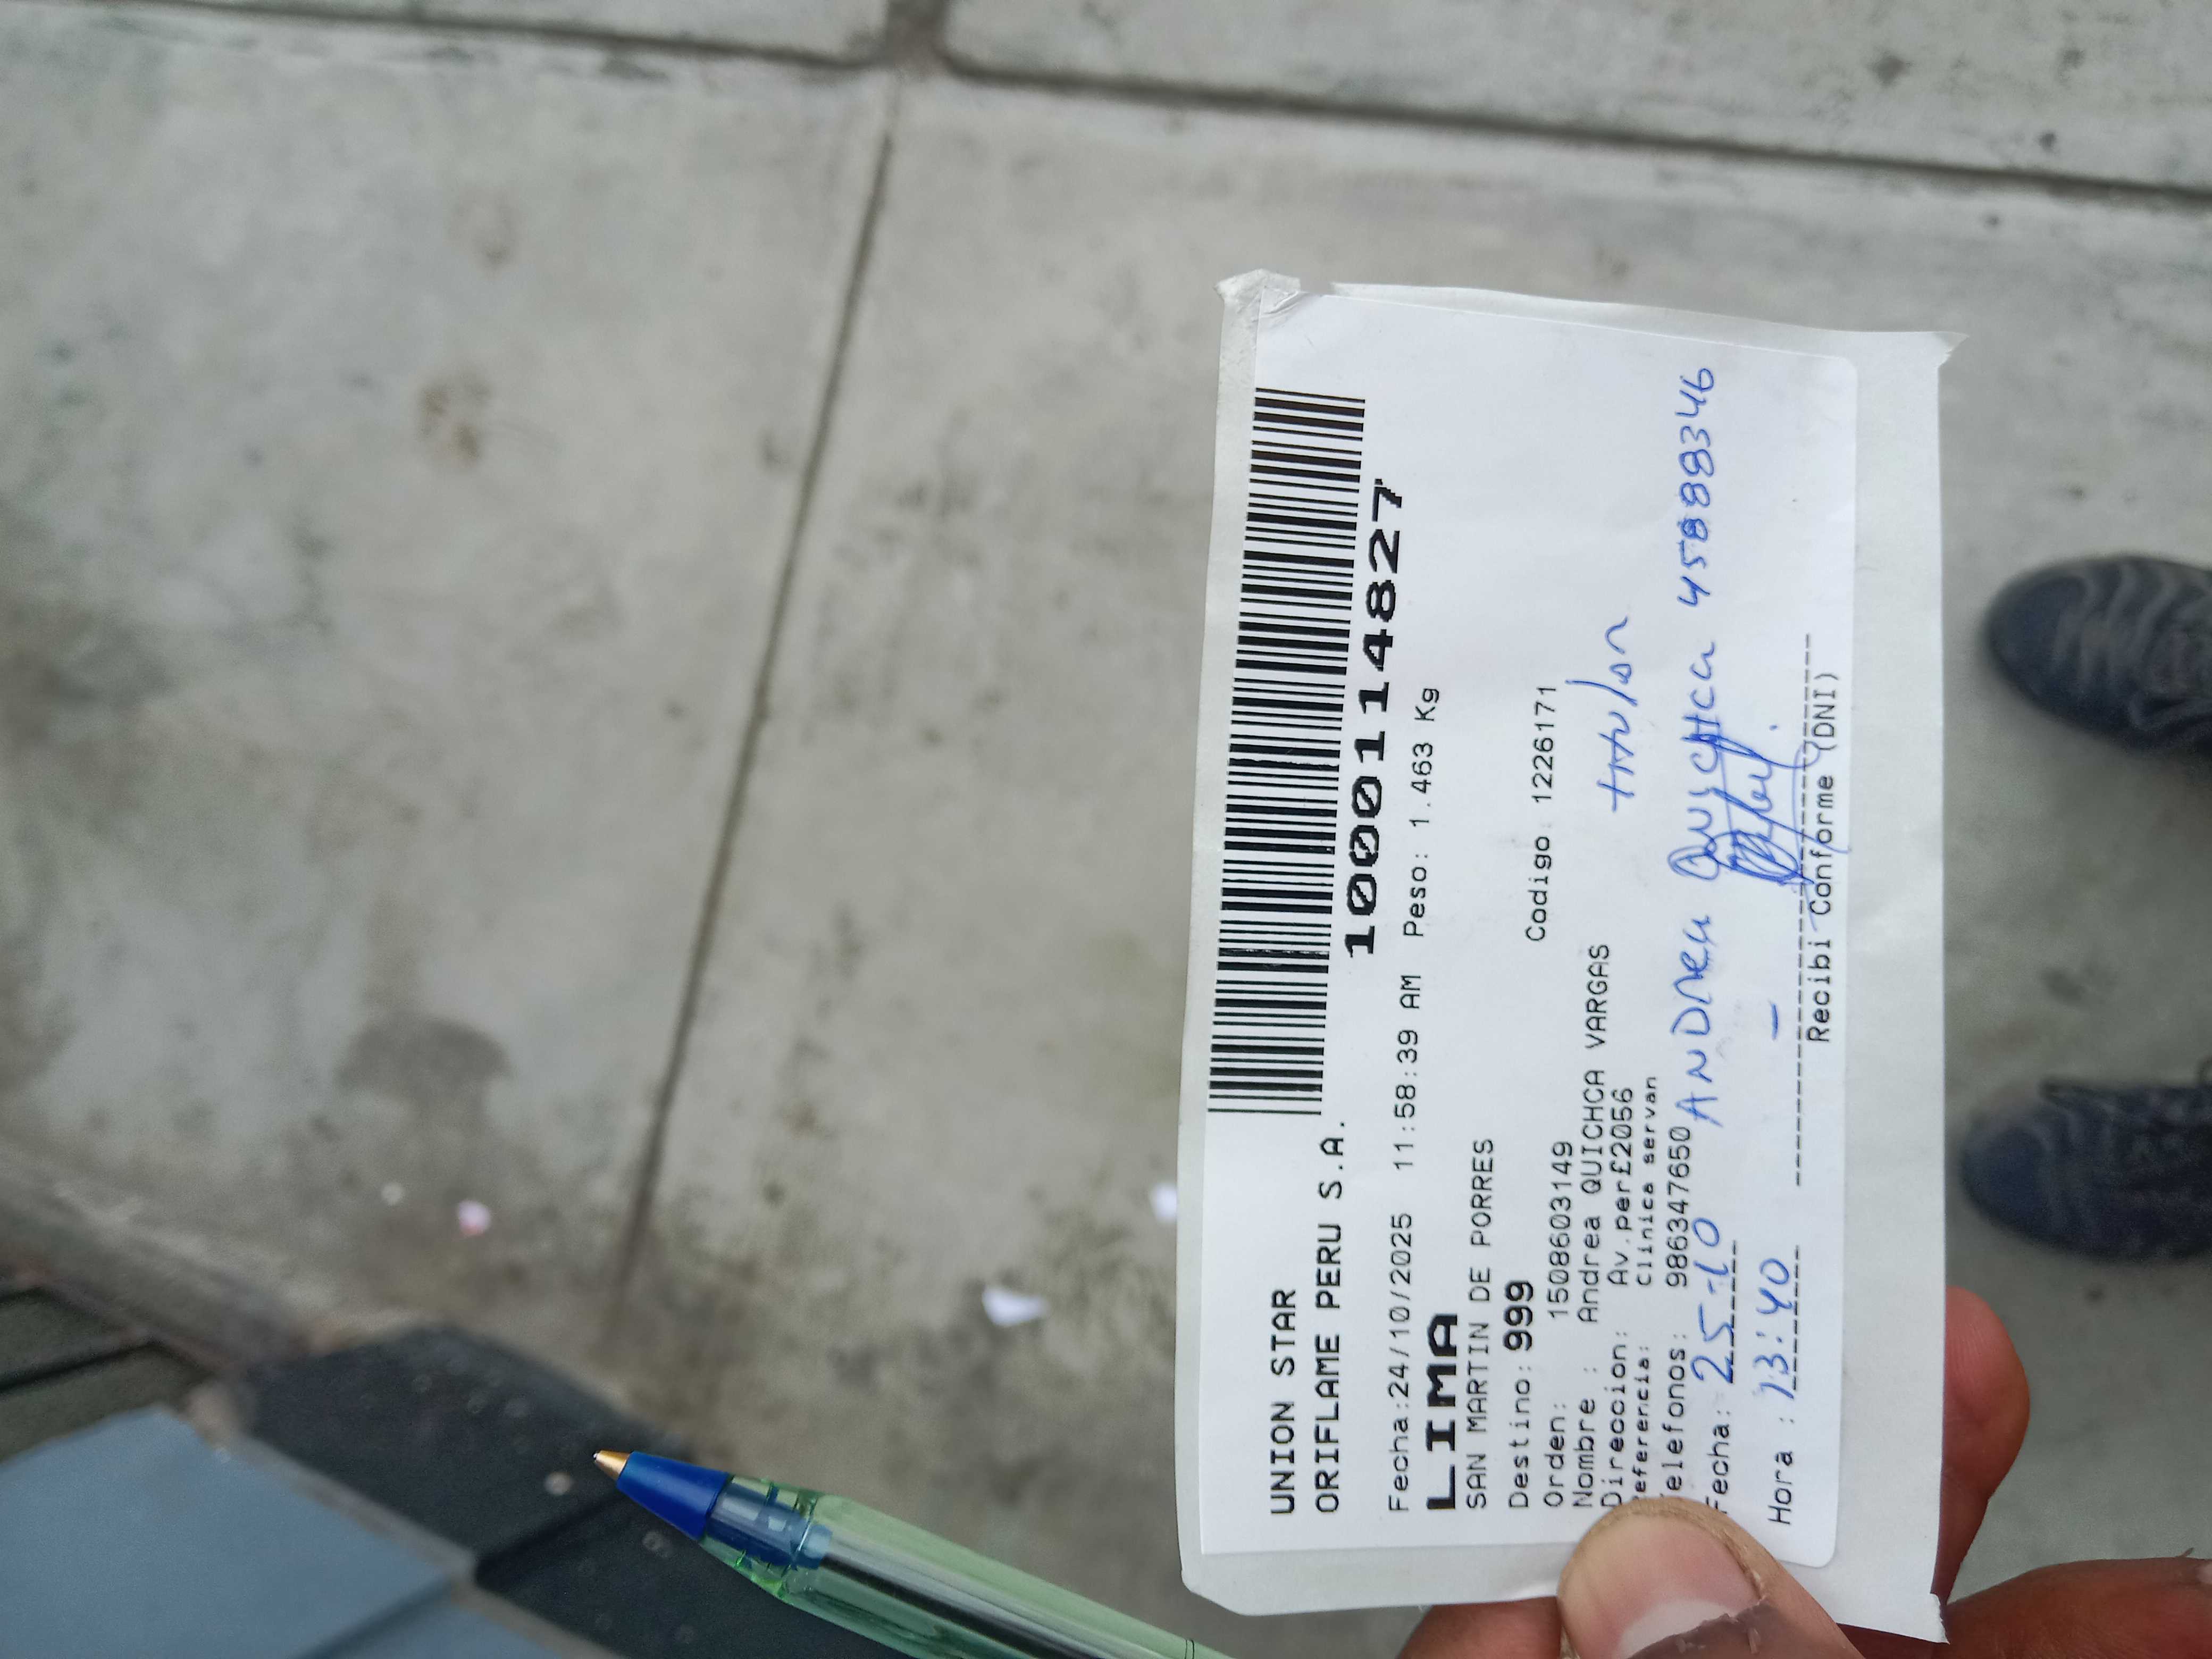 UNION STAR
ORIFLAME PERU S.A.
1000114827
Fecha:24/10/2025 11:58:39 AM Peso: 1.463 Kg
LIMA
SAN MARTIN DE PORRES
Destino: 999
Orden: 1508603149 Codigo 1226171
Nombre : Andrea QUICHCA VARGAS
Direccion: Av.per£2056
eferencia: Clinica servan
elefonos: 986347650
titular
Fecha: 25-10
ANDREA QUICHCA 45888346
Hora : 13:40
Recibi Conforme (DNI)